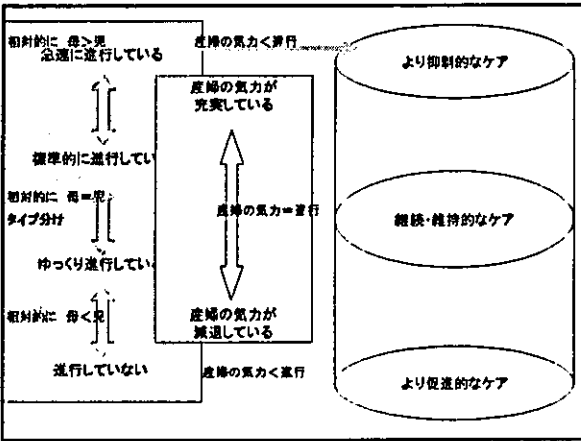 相対的に 母>児
急速に進行している
標準的に進行してい
相対的に 母=児
タイプ分け
ゆっくり進行してい
相対的に 母<児
進行していない
産婦の気力<進行
産婦の気力が
充実している
産婦の気力=進行
産婦の気力が
減退している
産婦の気力<進行
より抑制的なケア
継続・維持的なケア
より促進的なケア